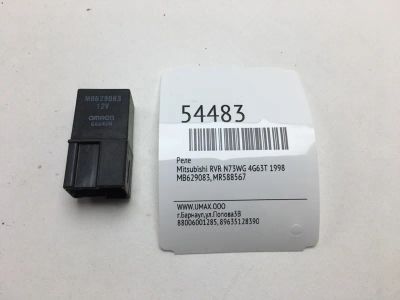 MB629083
12V
OMRON
54483
Реле
Mitsubishi RVR N73WG 4G63T 1998
MB629083, MR588567
WWW.UMAX.OOO
г.Барнаул,ул.Попова3В
88006001285, 89635128390